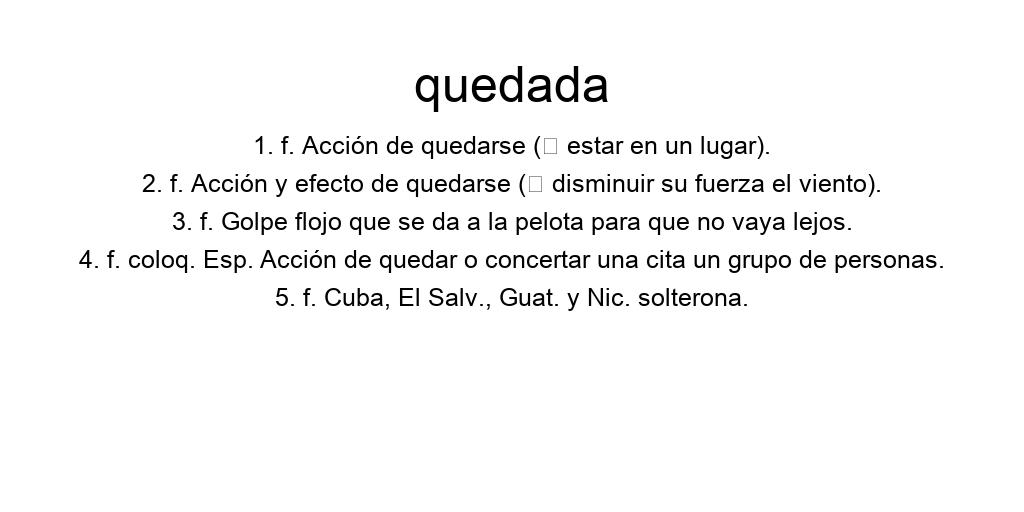 quedada
1. f. Acción de quedarse (□ estar en un lugar).
2. f. Acción y efecto de quedarse (□ disminuir su fuerza el viento).
3. f. Golpe flojo que se da a la pelota para que no vaya lejos.
4. f. coloq. Esp. Acción de quedar o concertar una cita un grupo de personas.
5. f. Cuba, El Salv., Guat. y Nic. solterona.